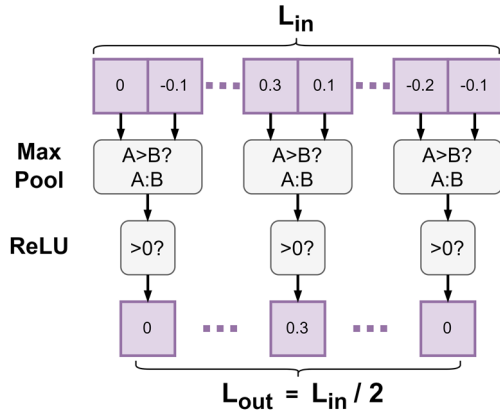 L_in
0 -0.1 0.3 0.1 -0.2 -0.1
Max Pool
A>B? A>B? A>B?
A:B A:B A:B
ReLU
>0? >0? >0?
0 0.3 0
L_out = L_in / 2